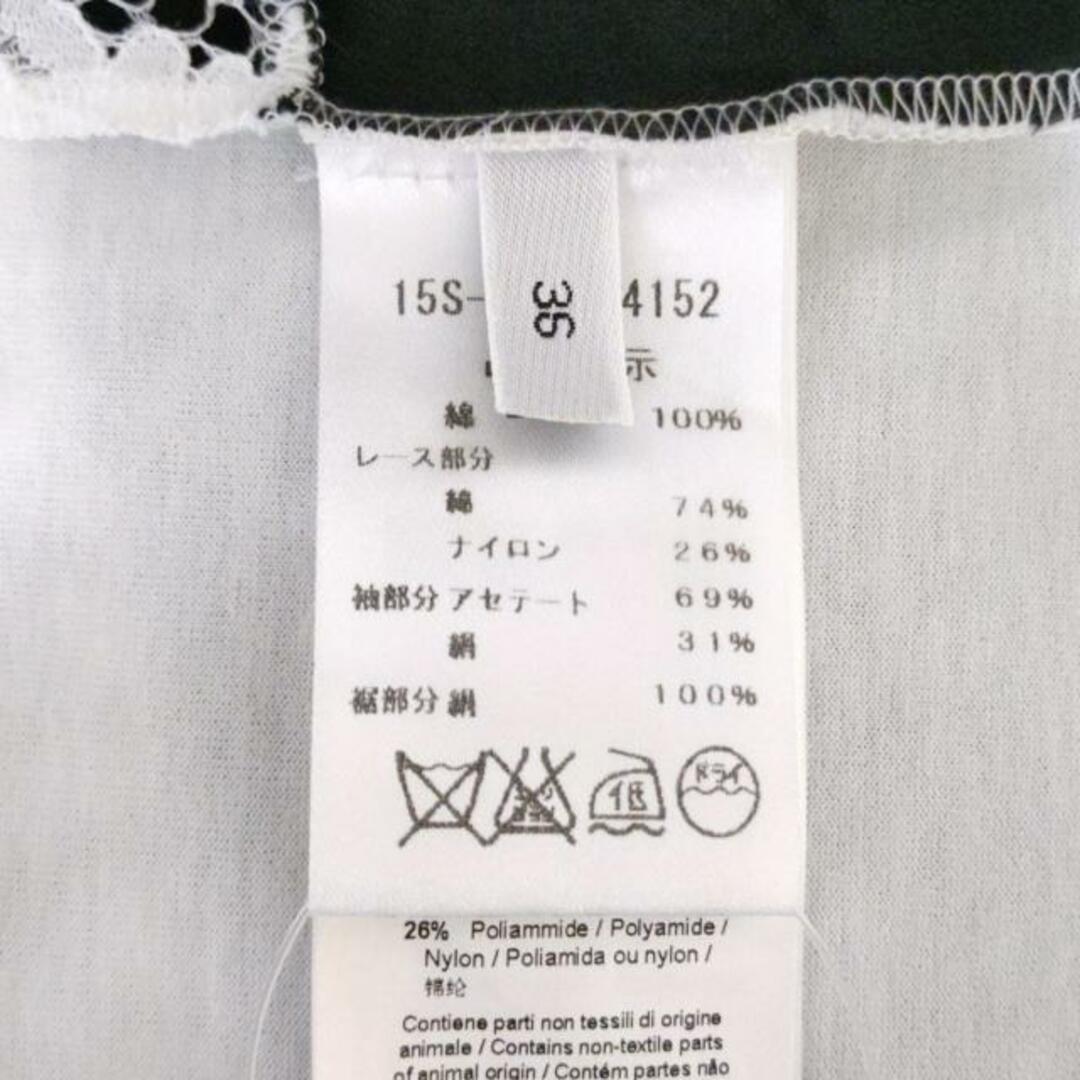 15S- 4152
36
示
綿 100%
レース部分
綿 74%
ナイロン 26%
袖部分 アセテート 69%
絹 31%
裾部分 絹 100%
低 ドライ
26% Poliammide / Polyamide /
Nylon / Poliamida ou nylon /
锦纶
Contiene parti non tessili di origine
animale / Contains non-textile parts
of animal origin / Contém partes não